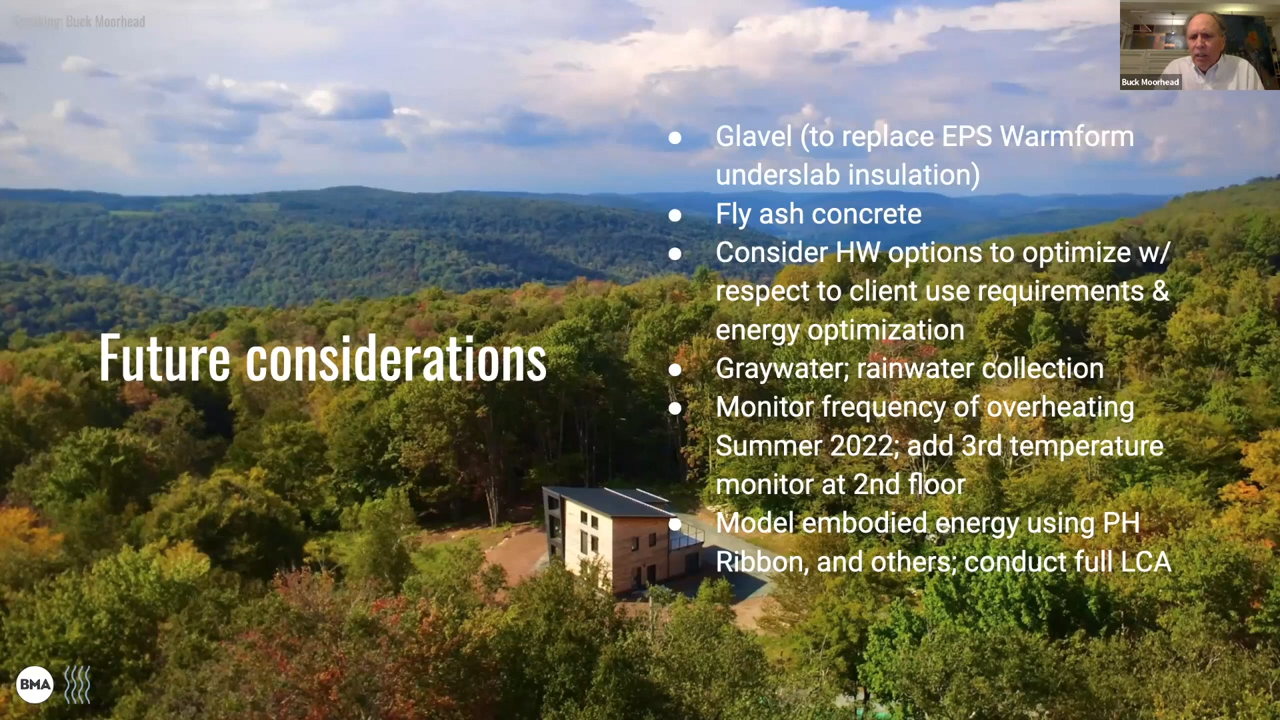 Speaking: Buck Moorhead
Buck Moorhead
Glavel (to replace EPS Warmform
underslab insulation)
Fly ash concrete
Consider HW options to optimize w/
respect to client use requirements &
energy optimization
Graywater; rainwater collection
Monitor frequency of overheating
Summer 2022; add 3rd temperature
monitor at 2nd floor
Model embodied energy using PH
Ribbon, and others; conduct full LCA
Future considerations
BMA